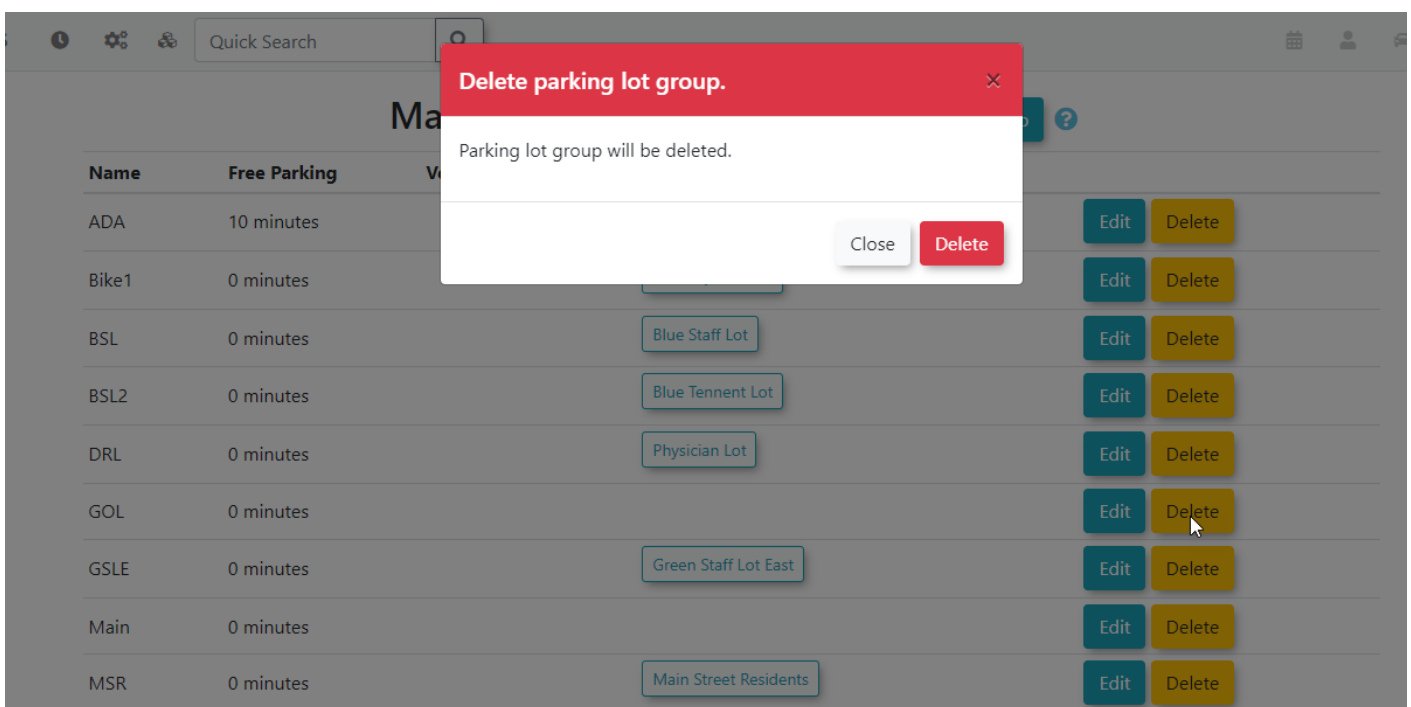 Quick Search
Delete parking lot group. ×
Ma
Parking lot group will be deleted.
Name Free Parking
Close Delete
ADA 10 minutes Edit Delete
Bike1 0 minutes Edit Delete
BSL 0 minutes Blue Staff Lot Edit Delete
BSL2 0 minutes Blue Tennent Lot Edit Delete
DRL 0 minutes Physician Lot Edit Delete
GOL 0 minutes Edit Delete
GSLE 0 minutes Green Staff Lot East Edit Delete
Main 0 minutes Edit Delete
MSR 0 minutes Main Street Residents Edit Delete